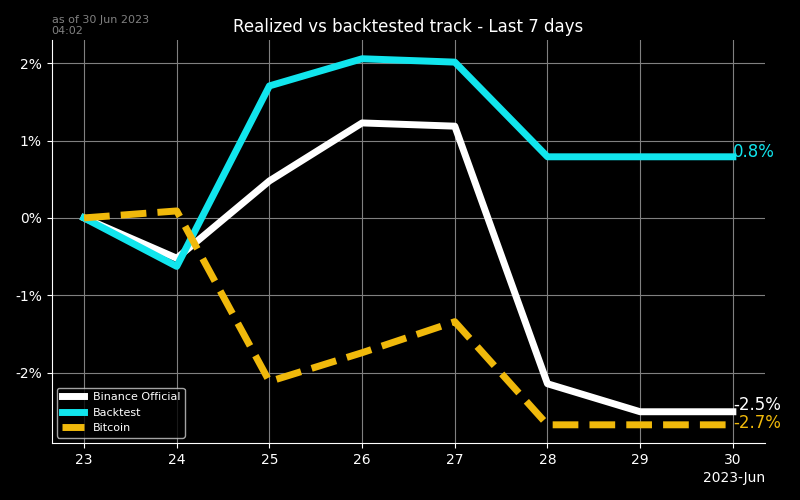 as of 30 Jun 2023
04:02
Realized vs backtested track - Last 7 days
2%
1%
0%
-1%
-2%
0.8%
-2.5%
-2.7%
Binance Official
Backtest
Bitcoin
23 24 25 26 27 28 29 30
2023-Jun